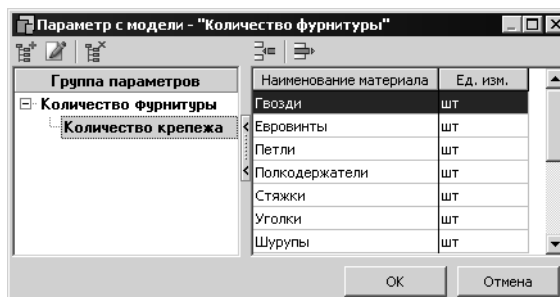 Параметр с модели - "Количество фурнитуры"
Группа параметров
Количество фурнитуры
Количество крепежа
Наименование материала Ед. изм.
Гвозди шт
Евровинты шт
Петли шт
Полкодержатели шт
Стяжки шт
Уголки шт
Шурупы шт
ОК Отмена